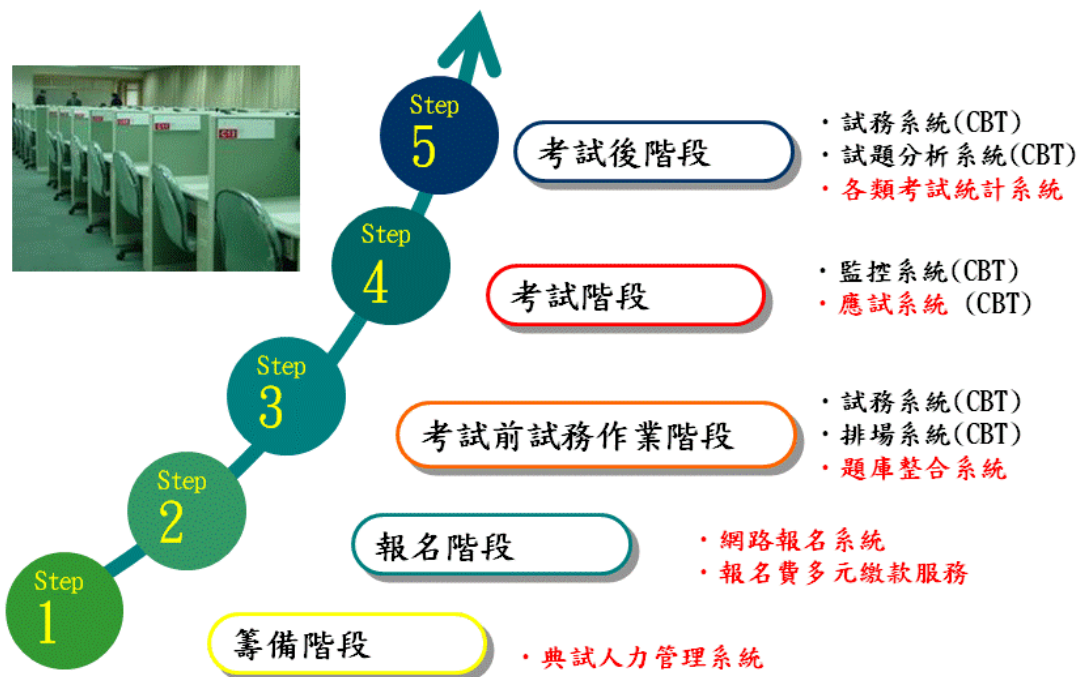 Step
5
考試後階段
・試務系統(CBT)
・試題分析系統(CBT)
・各類考試統計系統
Step
4
考試階段
・監控系統(CBT)
・應試系統 (CBT)
Step
3
考試前試務作業階段
・試務系統(CBT)
・排場系統(CBT)
・題庫整合系統
Step
2
報名階段
・網路報名系統
・報名費多元繳款服務
Step
1
籌備階段
・典試人力管理系統